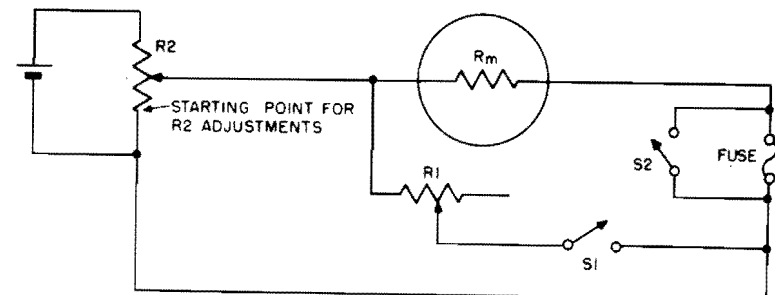 R2
Rm
STARTING POINT FOR
R2 ADJUSTMENTS
S2
FUSE
R1
S1